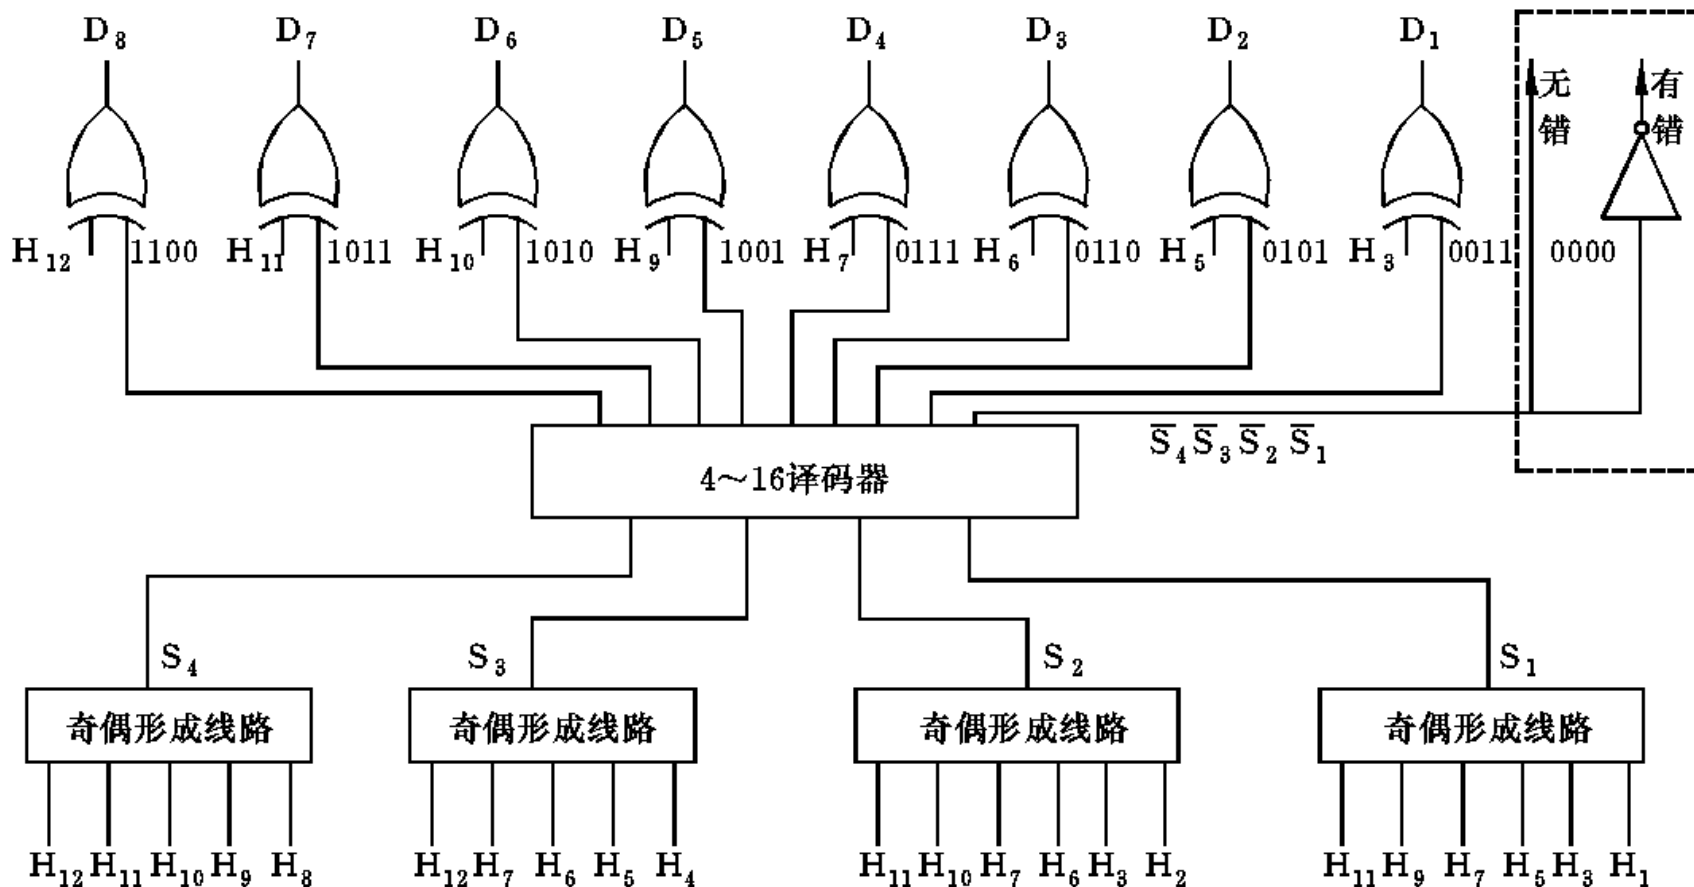 D8 D7 D6 D5 D4 D3 D2 D1
无错 有错
H12 1100 H11 1011 H10 1010 H9 1001 H7 0111 H6 0110 H5 0101 H3 0011 0000
S̅4 S̅3 S̅2 S̅1
4～16译码器
S4 S3 S2 S1
奇偶形成线路 奇偶形成线路 奇偶形成线路 奇偶形成线路
H12 H11 H10 H9 H8 H12 H7 H6 H5 H4 H11 H10 H7 H6 H3 H2 H11 H9 H7 H5 H3 H1